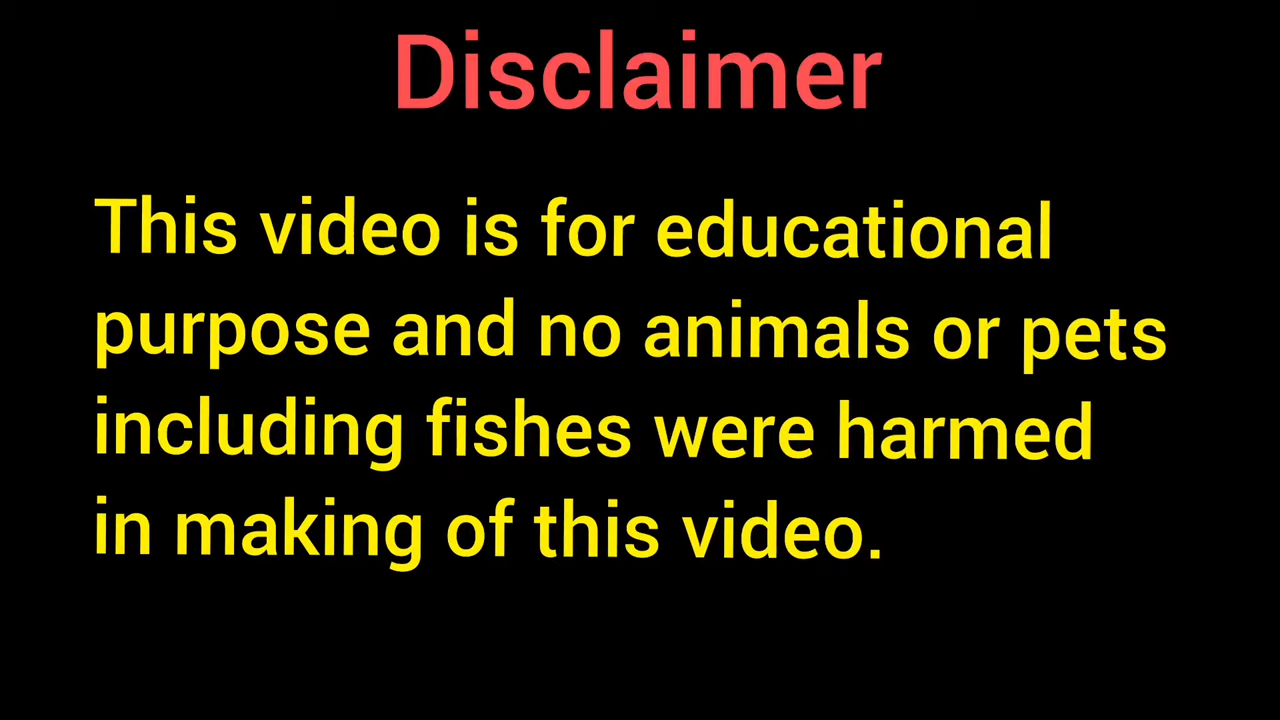 Disclaimer
This video is for educational
purpose and no animals or pets
including fishes were harmed
in making of this video.